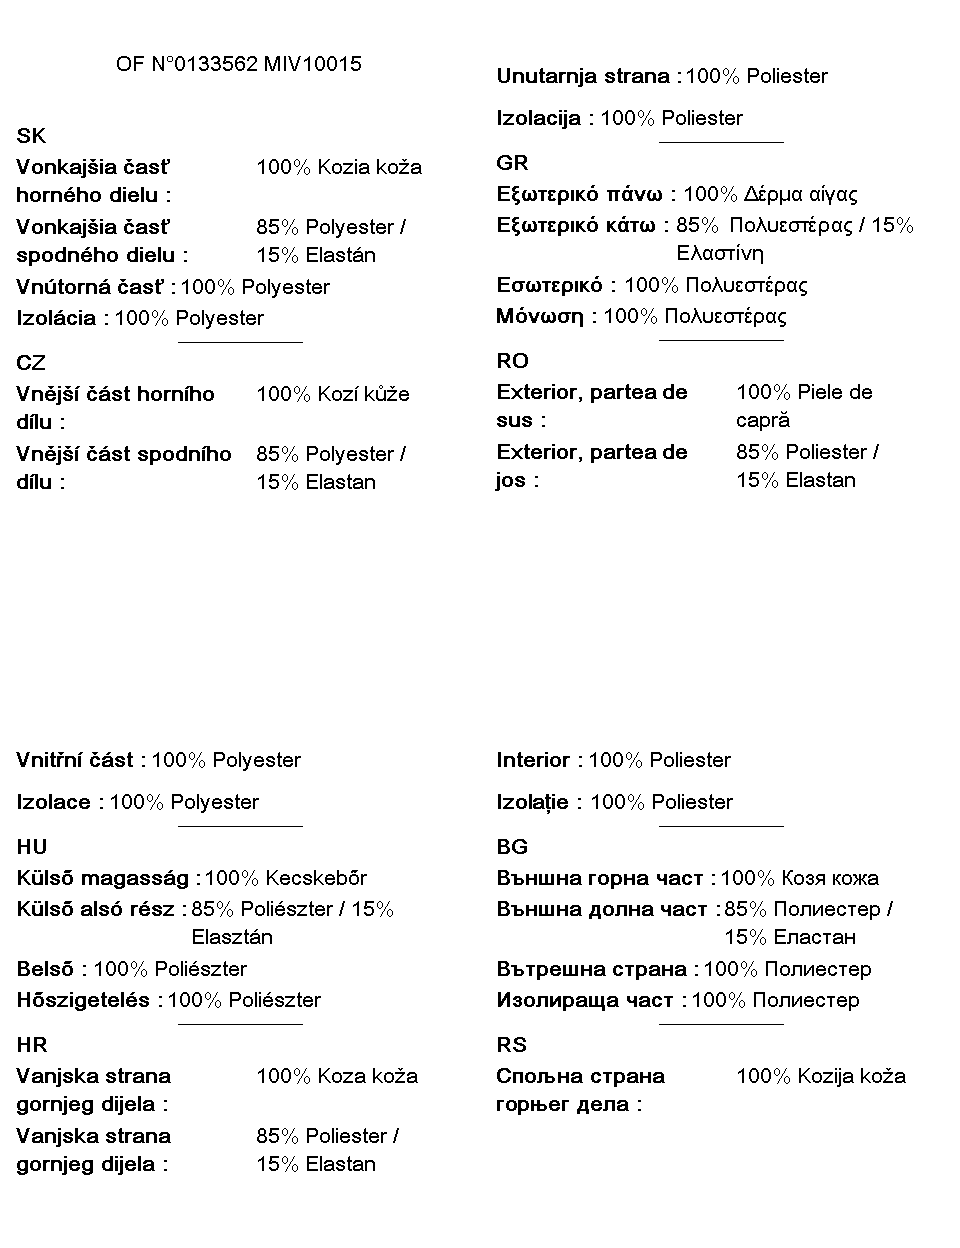 OF N°0133562 MIV10015
SK
Vonkajšia časť 100% Kozia koža
horného dielu :
Vonkajšia časť 85% Polyester /
spodného dielu : 15% Elastán
Vnútorná časť : 100% Polyester
Izolácia : 100% Polyester
CZ
Vnější část horního 100% Kozí kůže
dílu :
Vnější část spodního 85% Polyester /
dílu : 15% Elastan
Vnitřní část : 100% Polyester
Izolace : 100% Polyester
HU
Külső magasság : 100% Kecskebőr
Külső alsó rész : 85% Poliészter / 15%
Elasztán
Belső : 100% Poliészter
Hőszigetelés : 100% Poliészter
HR
Vanjska strana 100% Koza koža
gornjeg dijela :
Vanjska strana 85% Poliester /
gornjeg dijela : 15% Elastan
Unutarnja strana : 100% Poliester
Izolacija : 100% Poliester
GR
Εξωτερικό πάνω : 100% Δέρμα αίγας
Εξωτερικό κάτω : 85% Πολυεστέρας / 15%
Ελαστίνη
Εσωτερικό : 100% Πολυεστέρας
Μόνωση : 100% Πολυεστέρας
RO
Exterior, partea de 100% Piele de
sus : capră
Exterior, partea de 85% Poliester /
jos : 15% Elastan
Interior : 100% Poliester
Izolaţie : 100% Poliester
BG
Външна горна част : 100% Козя кожа
Външна долна част : 85% Полиестер /
15% Еластан
Вътрешна страна : 100% Полиестер
Изолираща част : 100% Полиестер
RS
Спољна страна 100% Kozija koža
горњег дела :